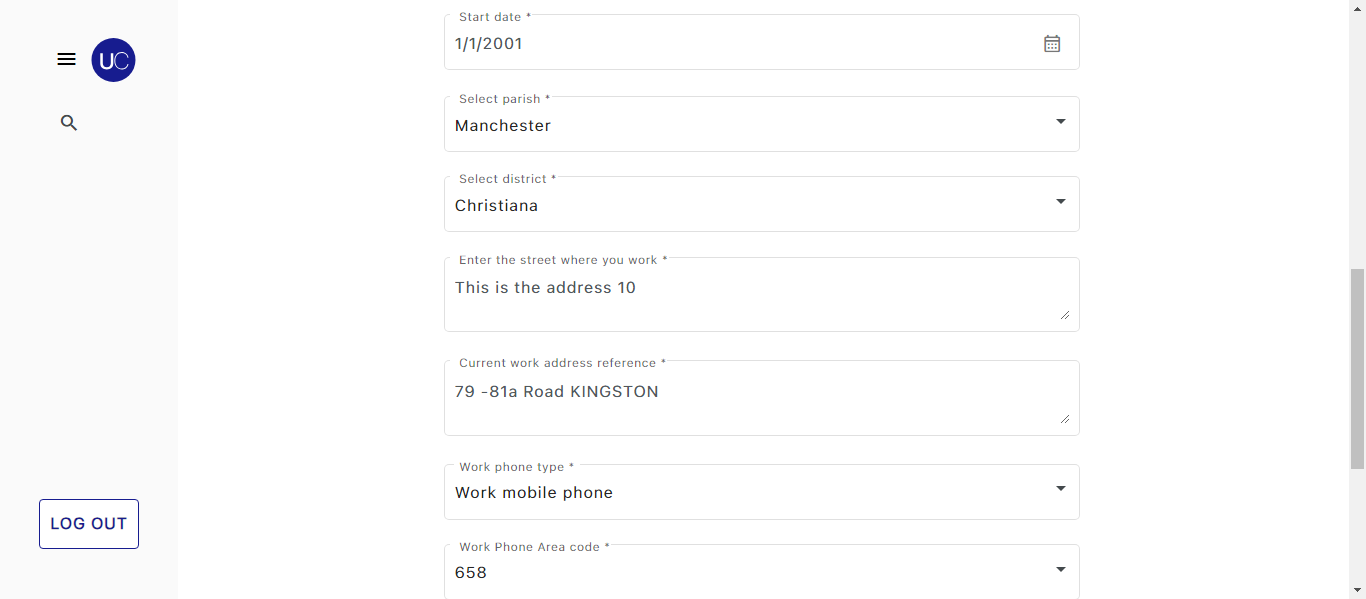 Start date *
1/1/2001
UC
Select parish *
Manchester
Select district *
Christiana
Enter the street where you work *
This is the address 10
Current work address reference *
79 -81a Road KINGSTON
Work phone type *
Work mobile phone
LOG OUT
Work Phone Area code *
658